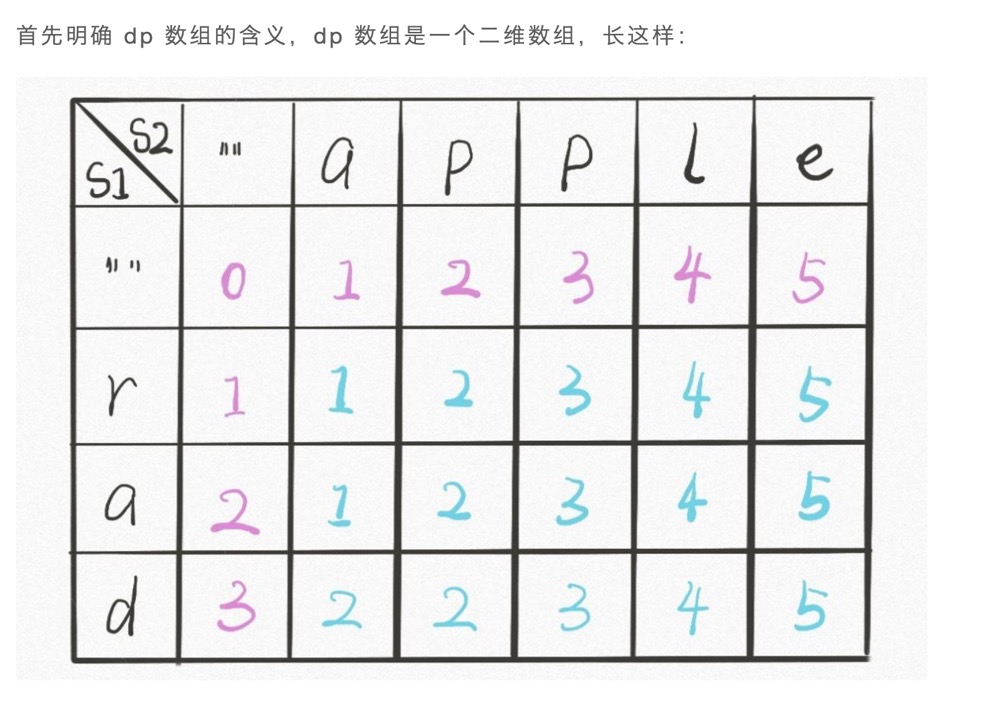 首先明确 dp 数组的含义，dp 数组是一个二维数组，长这样：
S2
S1
"" a p p l e
"" 0 1 2 3 4 5
r 1 1 2 3 4 5
a 2 1 2 3 4 5
d 3 2 2 3 4 5